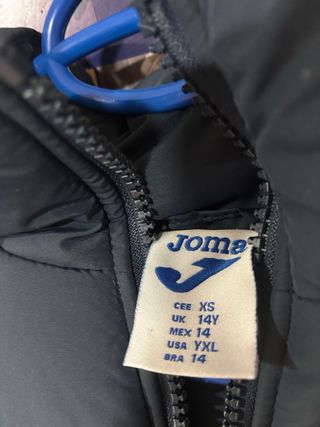 Joma
CEE XS
UK 14Y
MEX 14
USA YXL
BRA 14